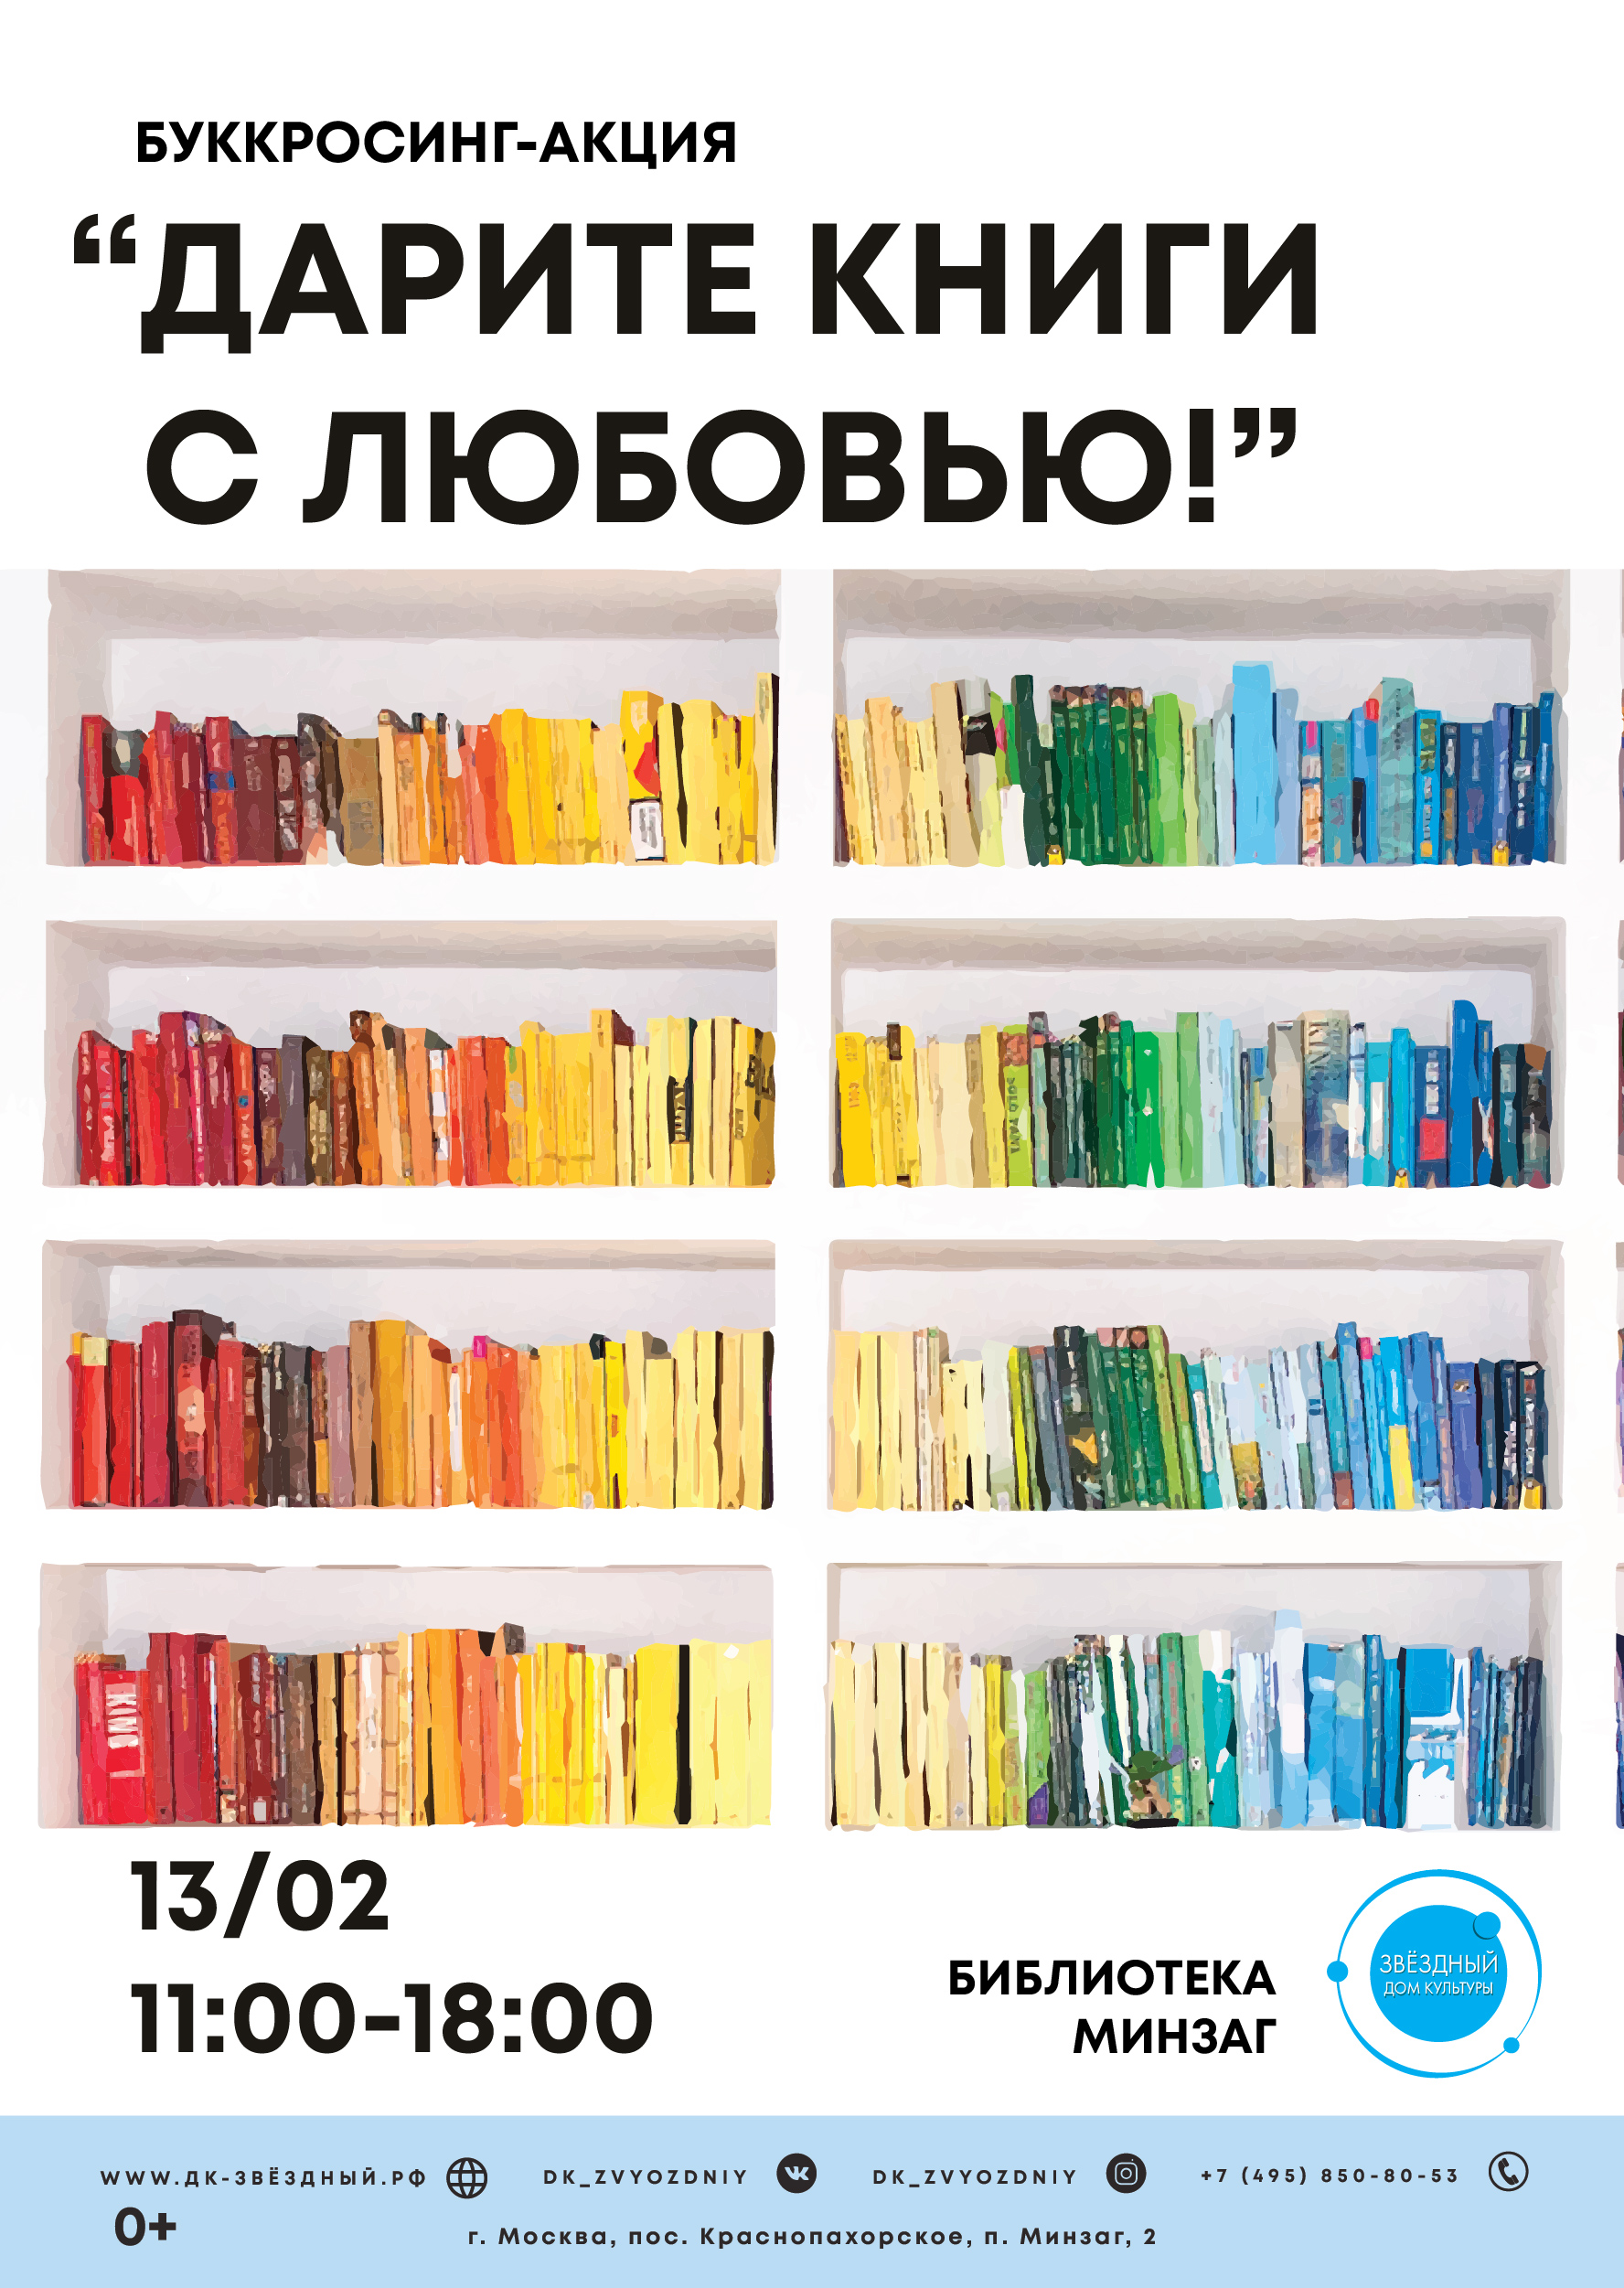 БУККРОСИНГ-АКЦИЯ
“ДАРИТЕ КНИГИ
С ЛЮБОВЬЮ!”
KING
13/02
11:00-18:00
БИБЛИОТЕКА
МИНЗАГ
ЗВЁЗДНЫЙ
ДОМ КУЛЬТУРЫ
WWW.ДК-ЗВЁЗДНЫЙ.РФ
DK_ZVYOZDNIY
DK_ZVYOZDNIY
+7 (495) 850-80-53
0+
г. Москва, пос. Краснопахорское, п. Минзаг, 2